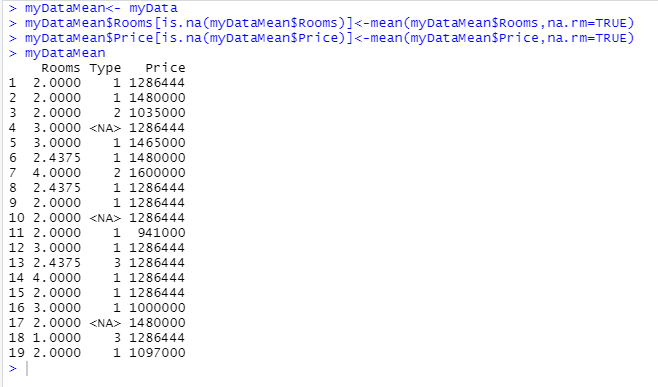 > myDataMean<- myData
> myDataMean$Rooms[is.na(myDataMean$Rooms)]<-mean(myDataMean$Rooms,na.rm=TRUE)
> myDataMean$Price[is.na(myDataMean$Price)]<-mean(myDataMean$Price,na.rm=TRUE)
> myDataMean
    Rooms Type   Price
1  2.0000    1 1286444
2  2.0000    1 1480000
3  2.0000    2 1035000
4  3.0000 <NA> 1286444
5  3.0000    1 1465000
6  2.4375    1 1480000
7  4.0000    2 1600000
8  2.4375    1 1286444
9  2.0000    1 1286444
10 2.0000 <NA> 1286444
11 2.0000    1  941000
12 3.0000    1 1286444
13 2.4375    3 1286444
14 4.0000    1 1286444
15 2.0000    1 1286444
16 3.0000    1 1000000
17 2.0000 <NA> 1480000
18 1.0000    3 1286444
19 2.0000    1 1097000
>